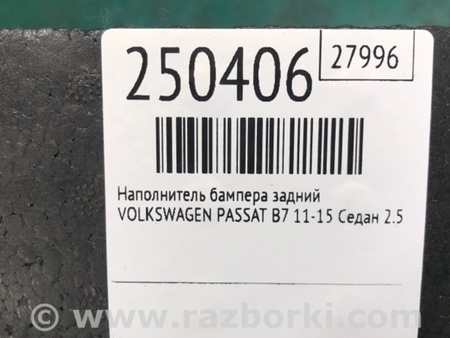 250406
27996
Наполнитель бампера задний
VOLKSWAGEN PASSAT B7 11-15 Седан 2.5
© www.razborki.com